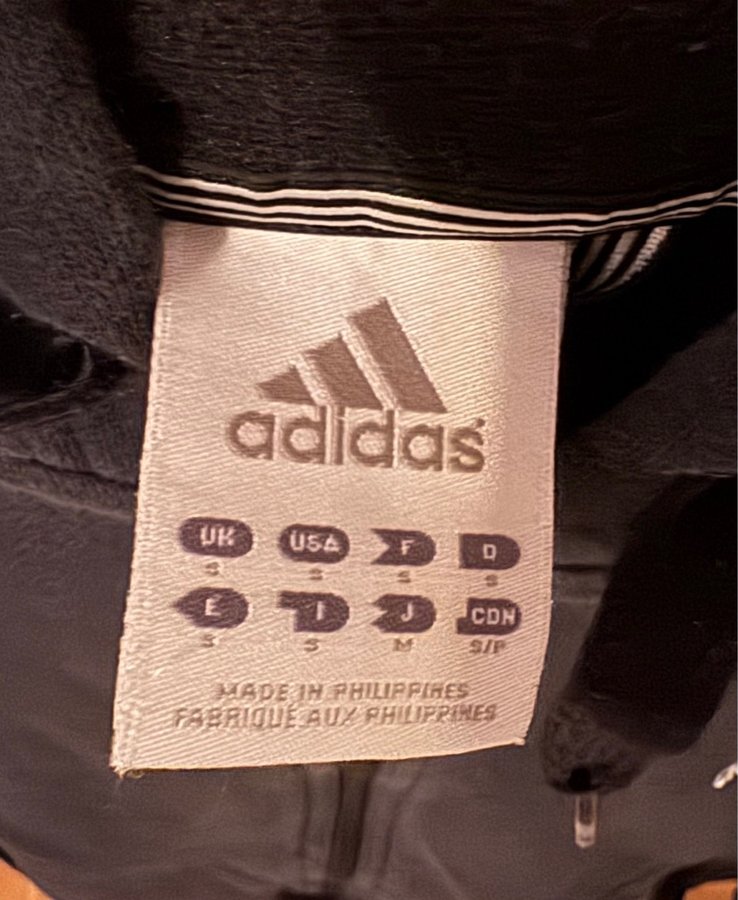 adidas
UK USA F D
S S S S
E I J CDN
S S M S/P
MADE IN PHILIPPINES
FABRIQUÉ AUX PHILIPPINES